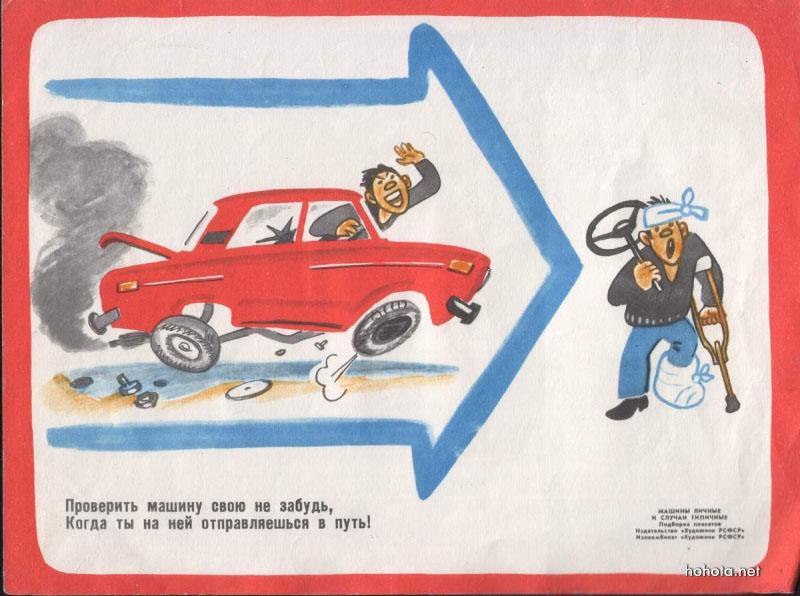 Проверить машину свою не забудь,
Когда ты на ней отправляешься в путь!
МАШИНЫ ЛИЧНЫЕ
И СЛУЧАИ ТИПИЧНЫЕ
Подборка плакатов
Издательство «Художник РСФСР»
Изокомбинат «Художник РСФСР»
hohola.net